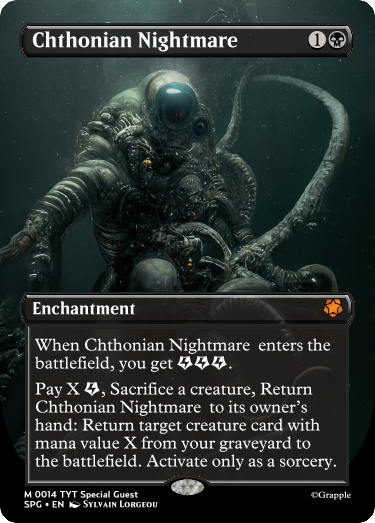 Chthonian Nightmare 1
Enchantment
When Chthonian Nightmare enters the
battlefield, you get .
Pay X , Sacrifice a creature, Return
Chthonian Nightmare to its owner's
hand: Return target creature card with
mana value X from your graveyard to
the battlefield. Activate only as a sorcery.
M 0014 TYT Special Guest
SPG • EN Sylvain Lorgeou ©Grapple